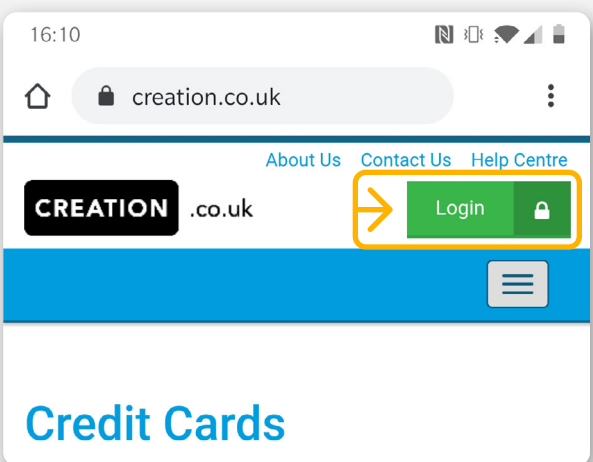 16:10
creation.co.uk
About Us Contact Us Help Centre
CREATION .co.uk Login
Credit Cards